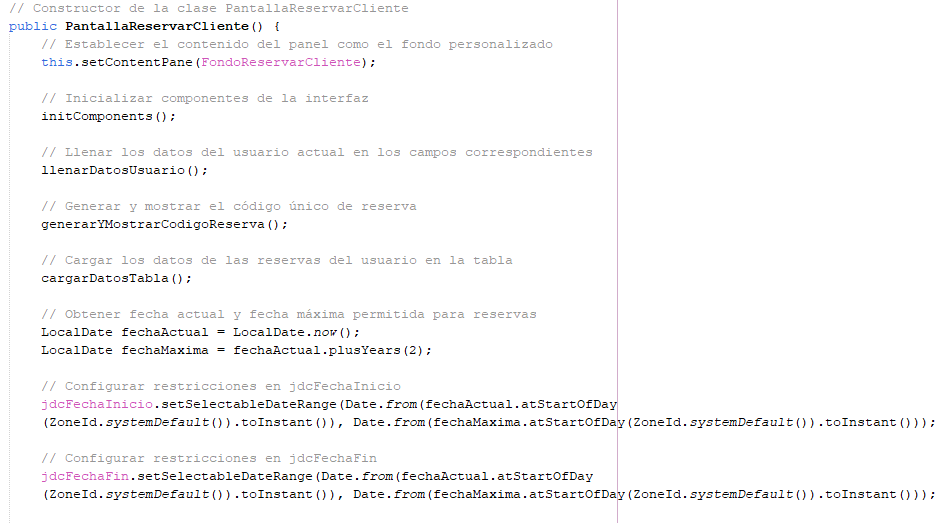 // Constructor de la clase PantallaReservarCliente
public PantallaReservarCliente() {
// Establecer el contenido del panel como el fondo personalizado
this.setContentPane(FondoReservarCliente);
// Inicializar componentes de la interfaz
initComponents();
// Llenar los datos del usuario actual en los campos correspondientes
llenarDatosUsuario();
// Generar y mostrar el código único de reserva
generarYMostrarCodigoReserva();
// Cargar los datos de las reservas del usuario en la tabla
cargarDatosTabla();
// Obtener fecha actual y fecha máxima permitida para reservas
LocalDate fechaActual = LocalDate.now();
LocalDate fechaMaxima = fechaActual.plusYears(2);
// Configurar restricciones en jdcFechaInicio
jdcFechaInicio.setSelectableDateRange(Date.from(fechaActual.atStartOfDay
(ZoneId.systemDefault()).toInstant()), Date.from(fechaMaxima.atStartOfDay(ZoneId.systemDefault()).toInstant()));
// Configurar restricciones en jdcFechaFin
jdcFechaFin.setSelectableDateRange(Date.from(fechaActual.atStartOfDay
(ZoneId.systemDefault()).toInstant()), Date.from(fechaMaxima.atStartOfDay(ZoneId.systemDefault()).toInstant()));